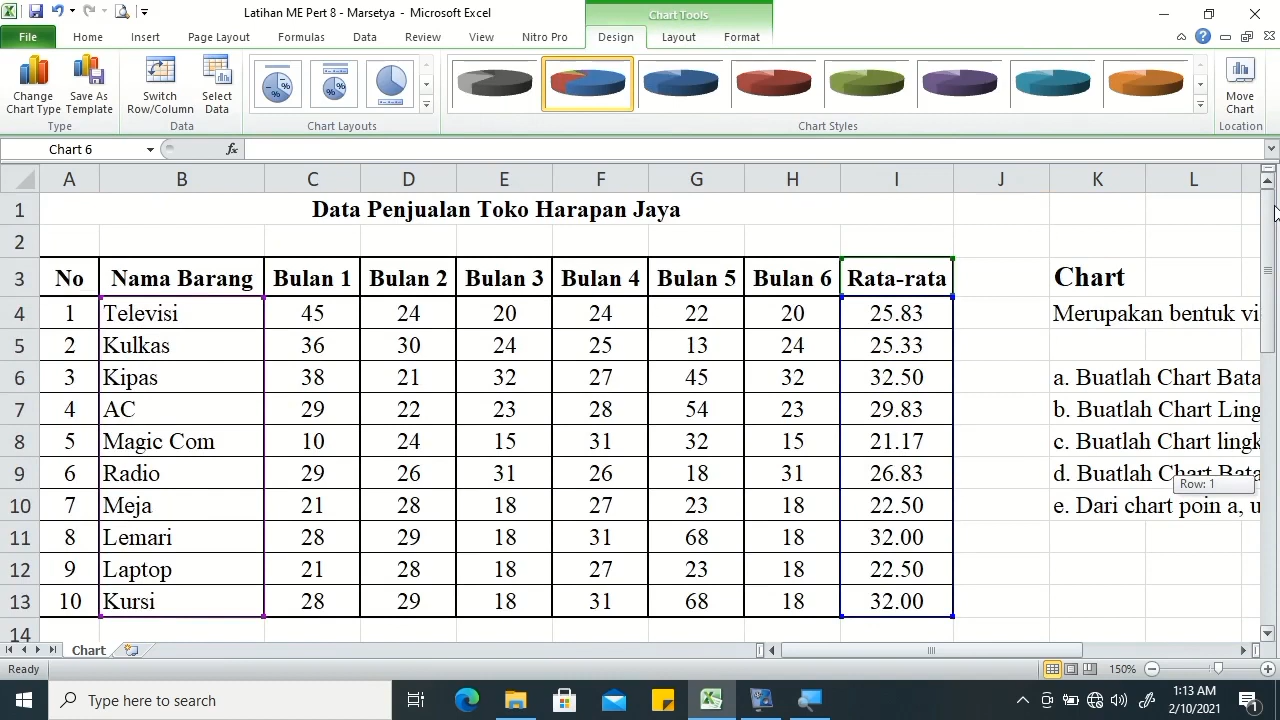 Latihan ME Pert 8 - Marsetya - Microsoft Excel
Chart Tools
File Home Insert Page Layout Formulas Data Review View Nitro Pro Design Layout Format
Change Chart Type
Save As Template
Switch Row/Column
Select Data
Move Chart
Type Data Chart Layouts Chart Styles Location
Chart 6 fx
A B C D E F G H I J K L
1 Data Penjualan Toko Harapan Jaya
2
3 No Nama Barang Bulan 1 Bulan 2 Bulan 3 Bulan 4 Bulan 5 Bulan 6 Rata-rata Chart
4 1 Televisi 45 24 20 24 22 20 25.83 Merupakan bentuk vi
5 2 Kulkas 36 30 24 25 13 24 25.33
6 3 Kipas 38 21 32 27 45 32 32.50 a. Buatlah Chart Bata
7 4 AC 29 22 23 28 54 23 29.83 b. Buatlah Chart Ling
8 5 Magic Com 10 24 15 31 32 15 21.17 c. Buatlah Chart lingk
9 6 Radio 29 26 31 26 18 31 26.83 d. Buatlah Chart Bata
Row: 1
10 7 Meja 21 28 18 27 23 18 22.50 e. Dari chart poin a, u
11 8 Lemari 28 29 18 31 68 18 32.00
12 9 Laptop 21 28 18 27 23 18 22.50
13 10 Kursi 28 29 18 31 68 18 32.00
14
Chart
Ready 150%
Type here to search
1:13 AM
2/10/2021
1